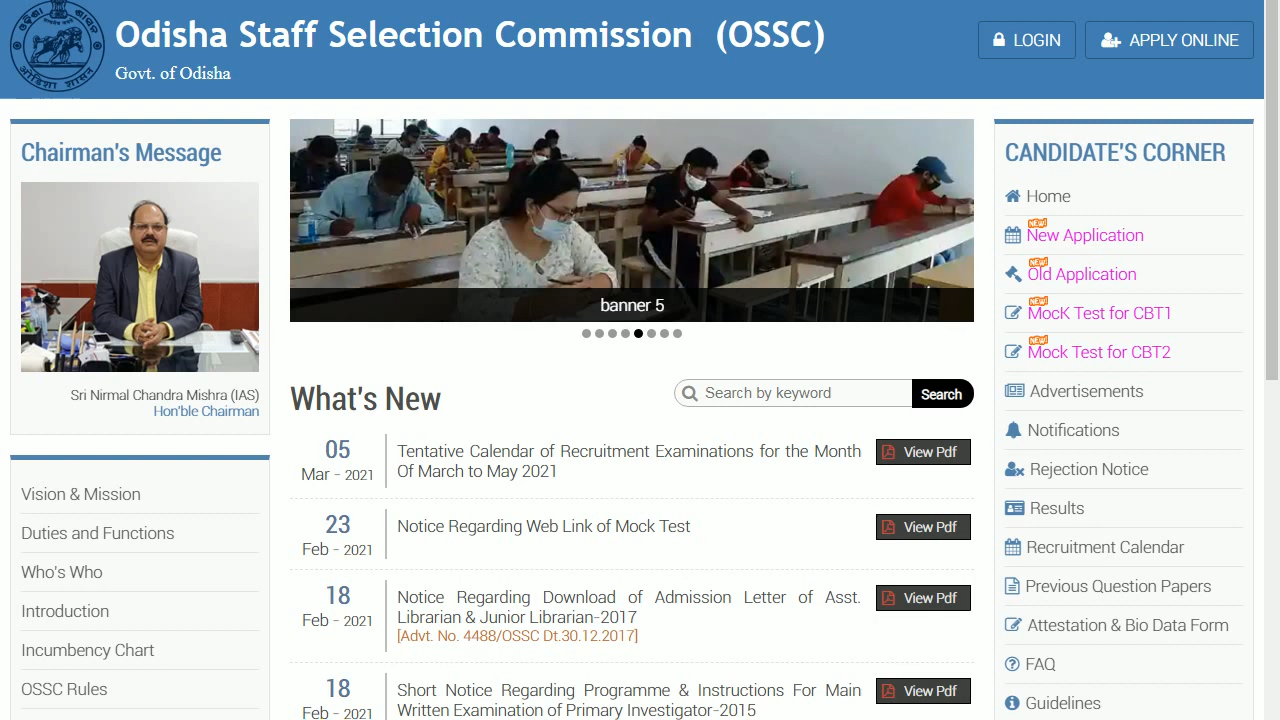 Odisha Staff Selection Commission (OSSC)
Govt. of Odisha
LOGIN
APPLY ONLINE
Chairman's Message
Sri Nirmal Chandra Mishra (IAS)
Hon'ble Chairman
Vision & Mission
Duties and Functions
Who's Who
Introduction
Incumbency Chart
OSSC Rules
banner 5
What's New
Search by keyword
Search
05
Mar - 2021
Tentative Calendar of Recruitment Examinations for the Month
Of March to May 2021
View Pdf
23
Feb - 2021
Notice Regarding Web Link of Mock Test
View Pdf
18
Feb - 2021
Notice Regarding Download of Admission Letter of Asst.
Librarian & Junior Librarian-2017
[Advt. No. 4488/OSSC Dt.30.12.2017]
View Pdf
18
Feb - 2021
Short Notice Regarding Programme & Instructions For Main
Written Examination of Primary Investigator-2015
View Pdf
CANDIDATE'S CORNER
Home
NEW!
New Application
NEW!
Old Application
NEW!
MocK Test for CBT1
NEW!
Mock Test for CBT2
Advertisements
Notifications
Rejection Notice
Results
Recruitment Calendar
Previous Question Papers
Attestation & Bio Data Form
FAQ
Guidelines